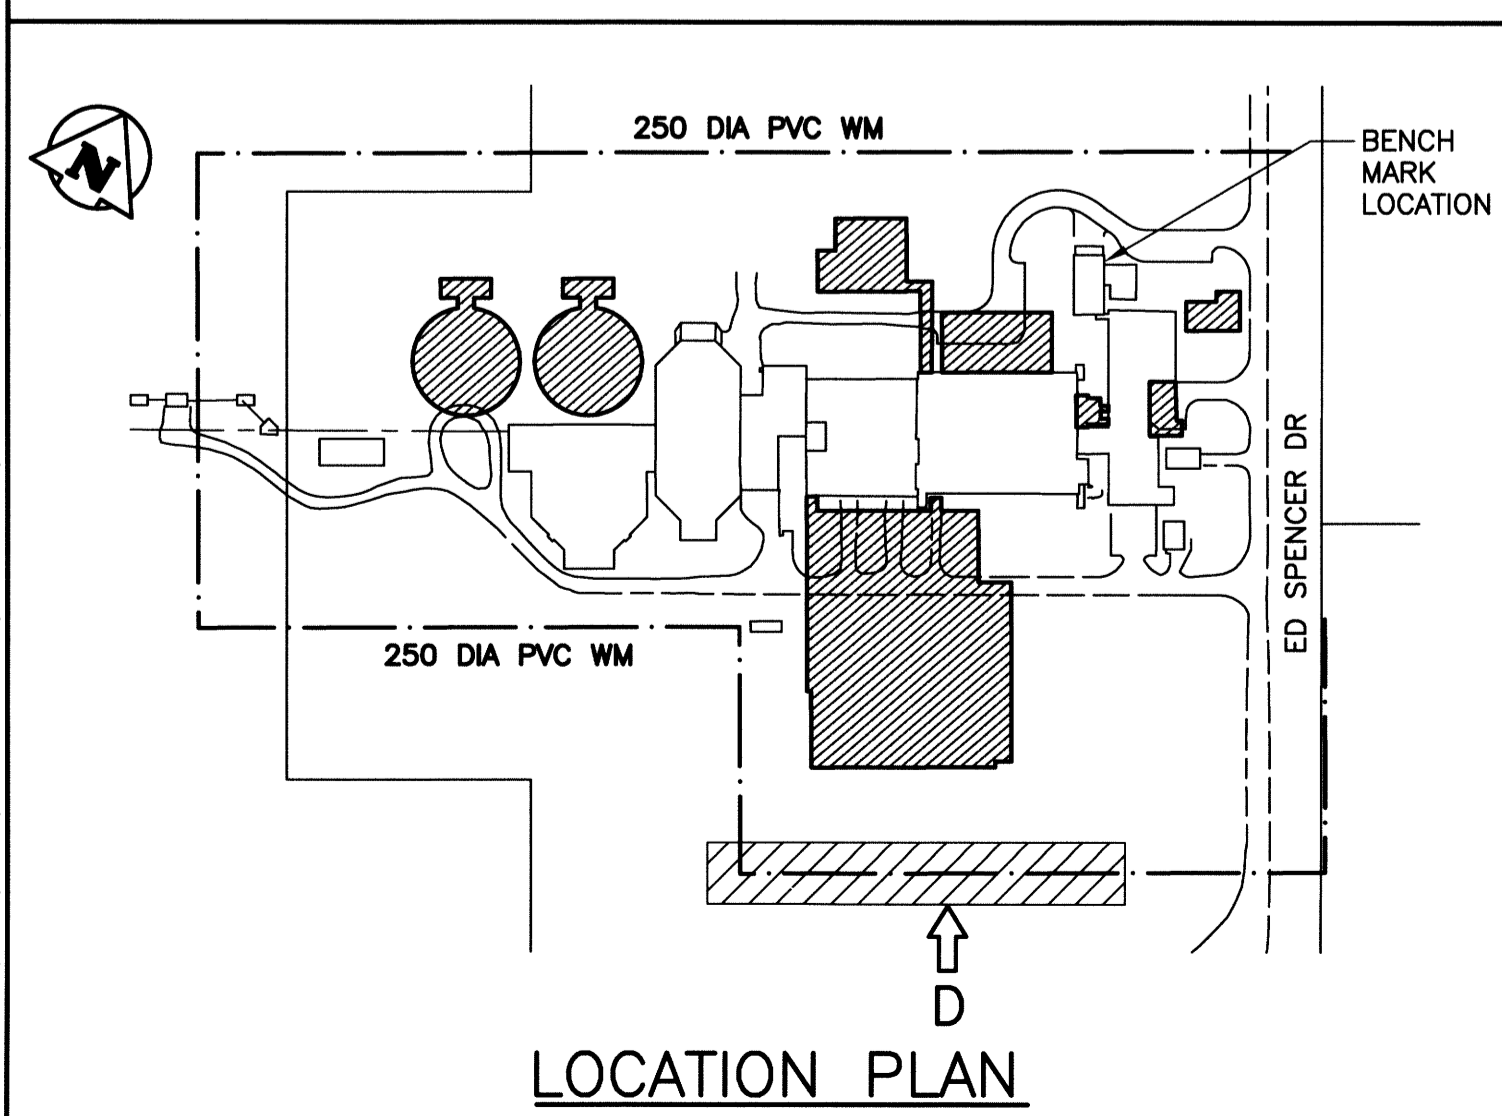 N
250 DIA PVC WM
BENCH
MARK
LOCATION
ED SPENCER DR
250 DIA PVC WM
D
LOCATION PLAN